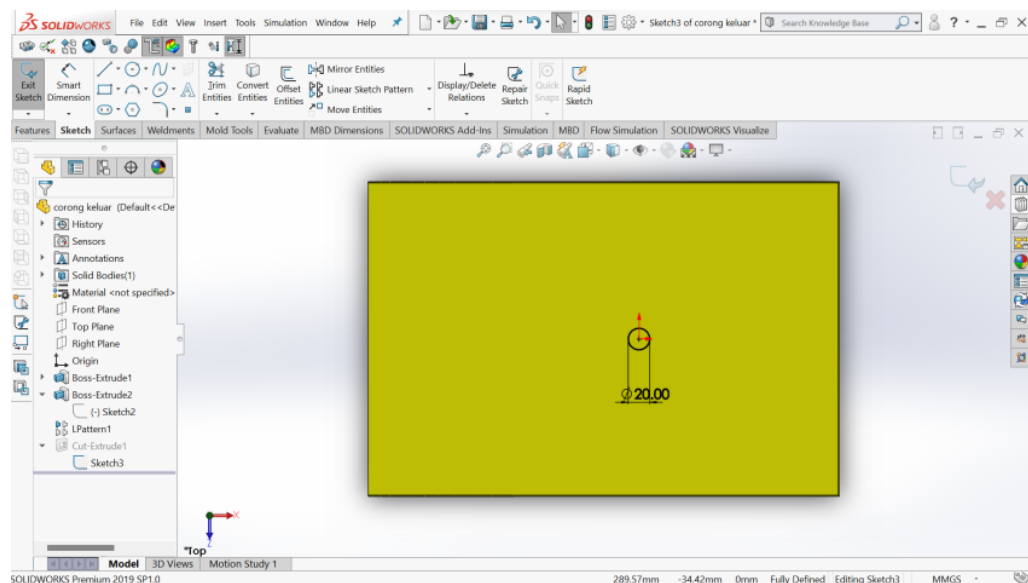 SOLIDWORKS File Edit View Insert Tools Simulation Window Help Sketch3 of corong keluar * Search Knowledge Base
Exit Sketch Smart Dimension Trim Entities Convert Entities Offset Entities Mirror Entities Linear Sketch Pattern Move Entities Display/Delete Relations Repair Sketch Quick Snaps Rapid Sketch
Features Sketch Surfaces Weldments Mold Tools Evaluate MBD Dimensions SOLIDWORKS Add-Ins Simulation MBD Flow Simulation SOLIDWORKS Visualize
corong keluar (Default<<De
History
Sensors
Annotations
Solid Bodies(1)
Material <not specified>
Front Plane
Top Plane
Right Plane
Origin
Boss-Extrude1
Boss-Extrude2
(-) Sketch2
LPattern1
Cut-Extrude1
Sketch3
∅20.00
X
Z
*Top
Model 3D Views Motion Study 1
SOLIDWORKS Premium 2019 SP1.0 289.57mm -34.42mm 0mm Fully Defined Editing Sketch3 MMGS